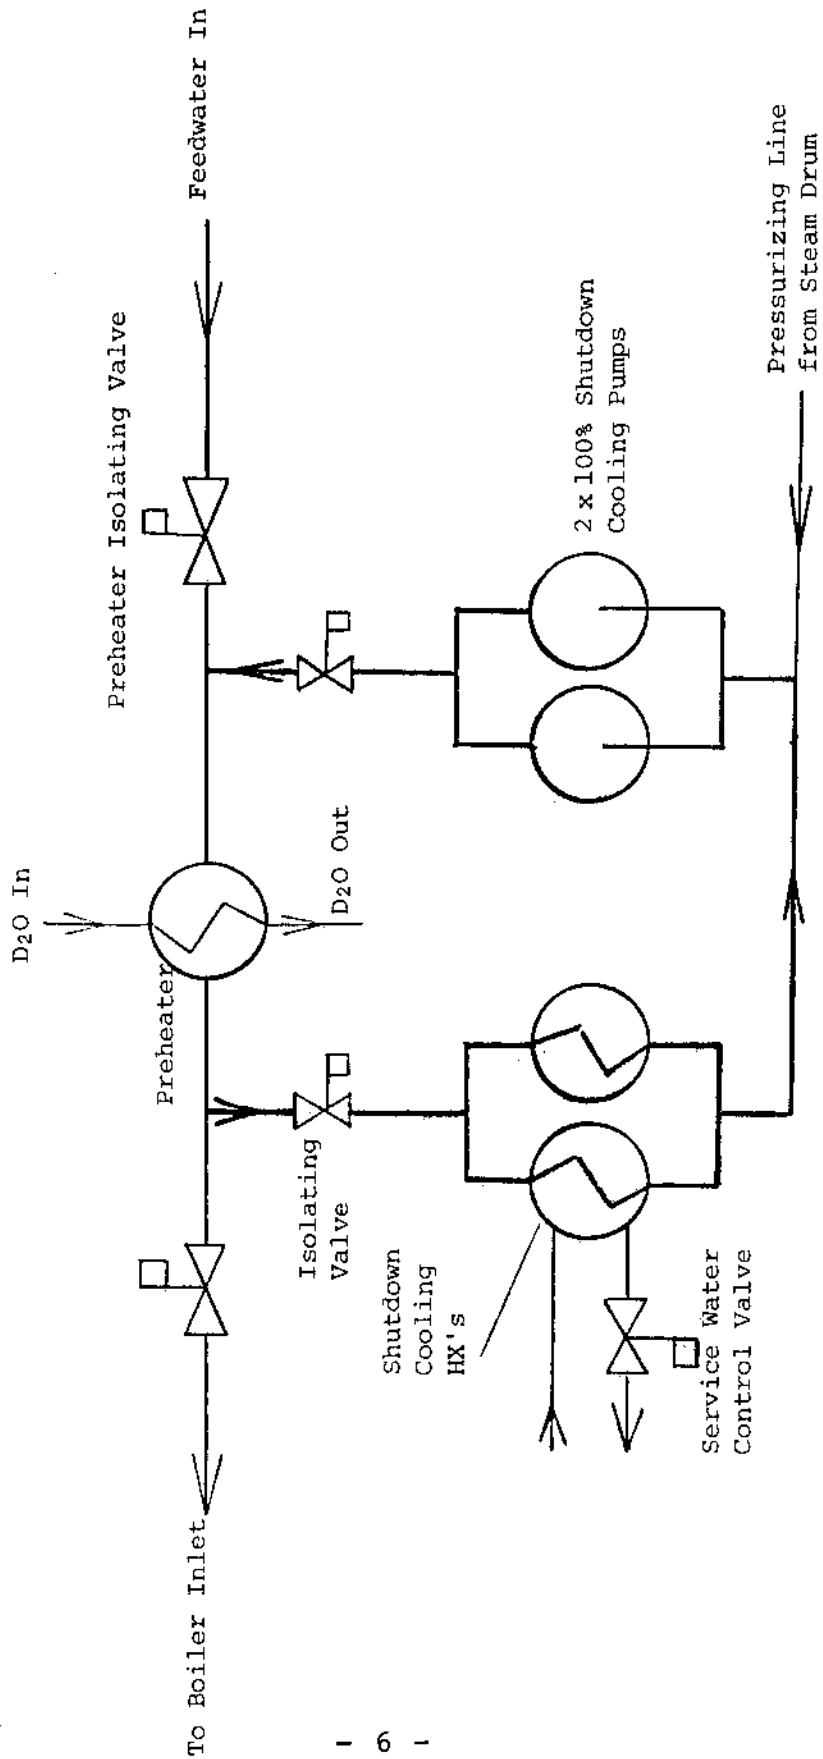 To Boiler Inlet
Preheater
D₂O In
D₂O Out
Preheater Isolating Valve
Feedwater In
Isolating
Valve
Shutdown
Cooling
HX's
Service Water
Control Valve
2 x 100% Shutdown
Cooling Pumps
Pressurizing Line
from Steam Drum
- 6 -